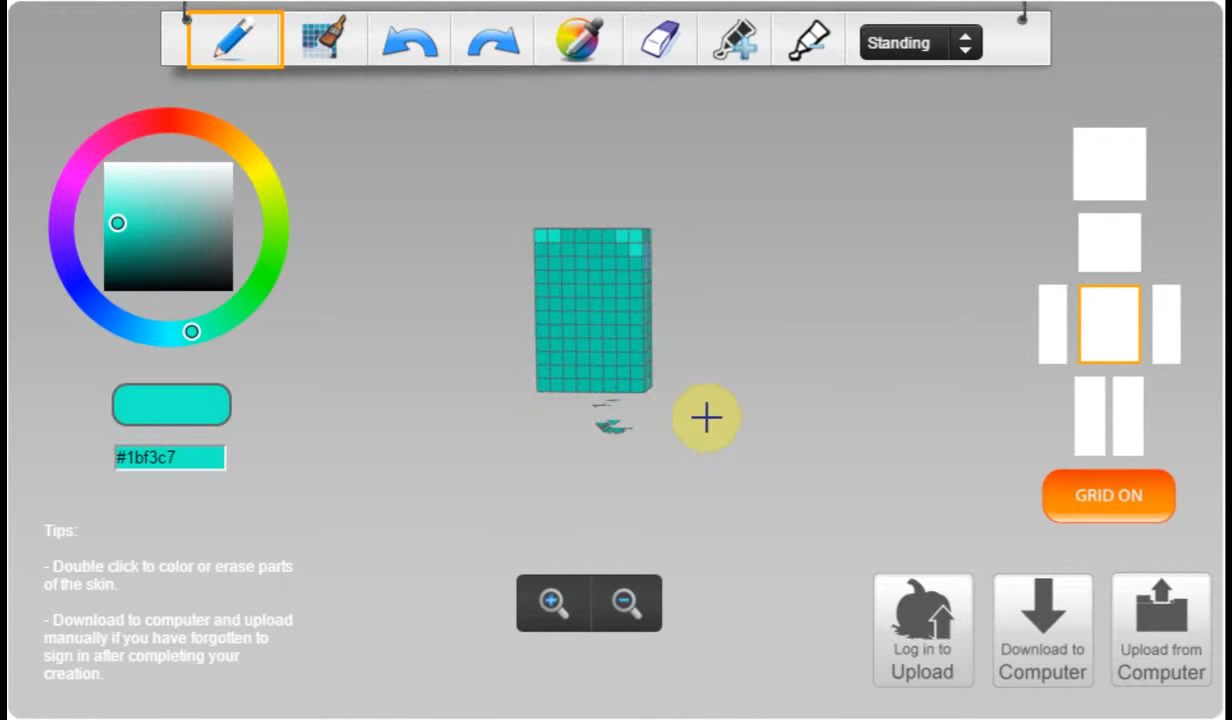 Standing
#1bf3c7
Tips:
- Double click to color or erase parts
of the skin.
- Download to computer and upload
manually if you have forgotten to
sign in after completing your
creation.
GRID ON
Log in to
Upload
Download to
Computer
Upload from
Computer